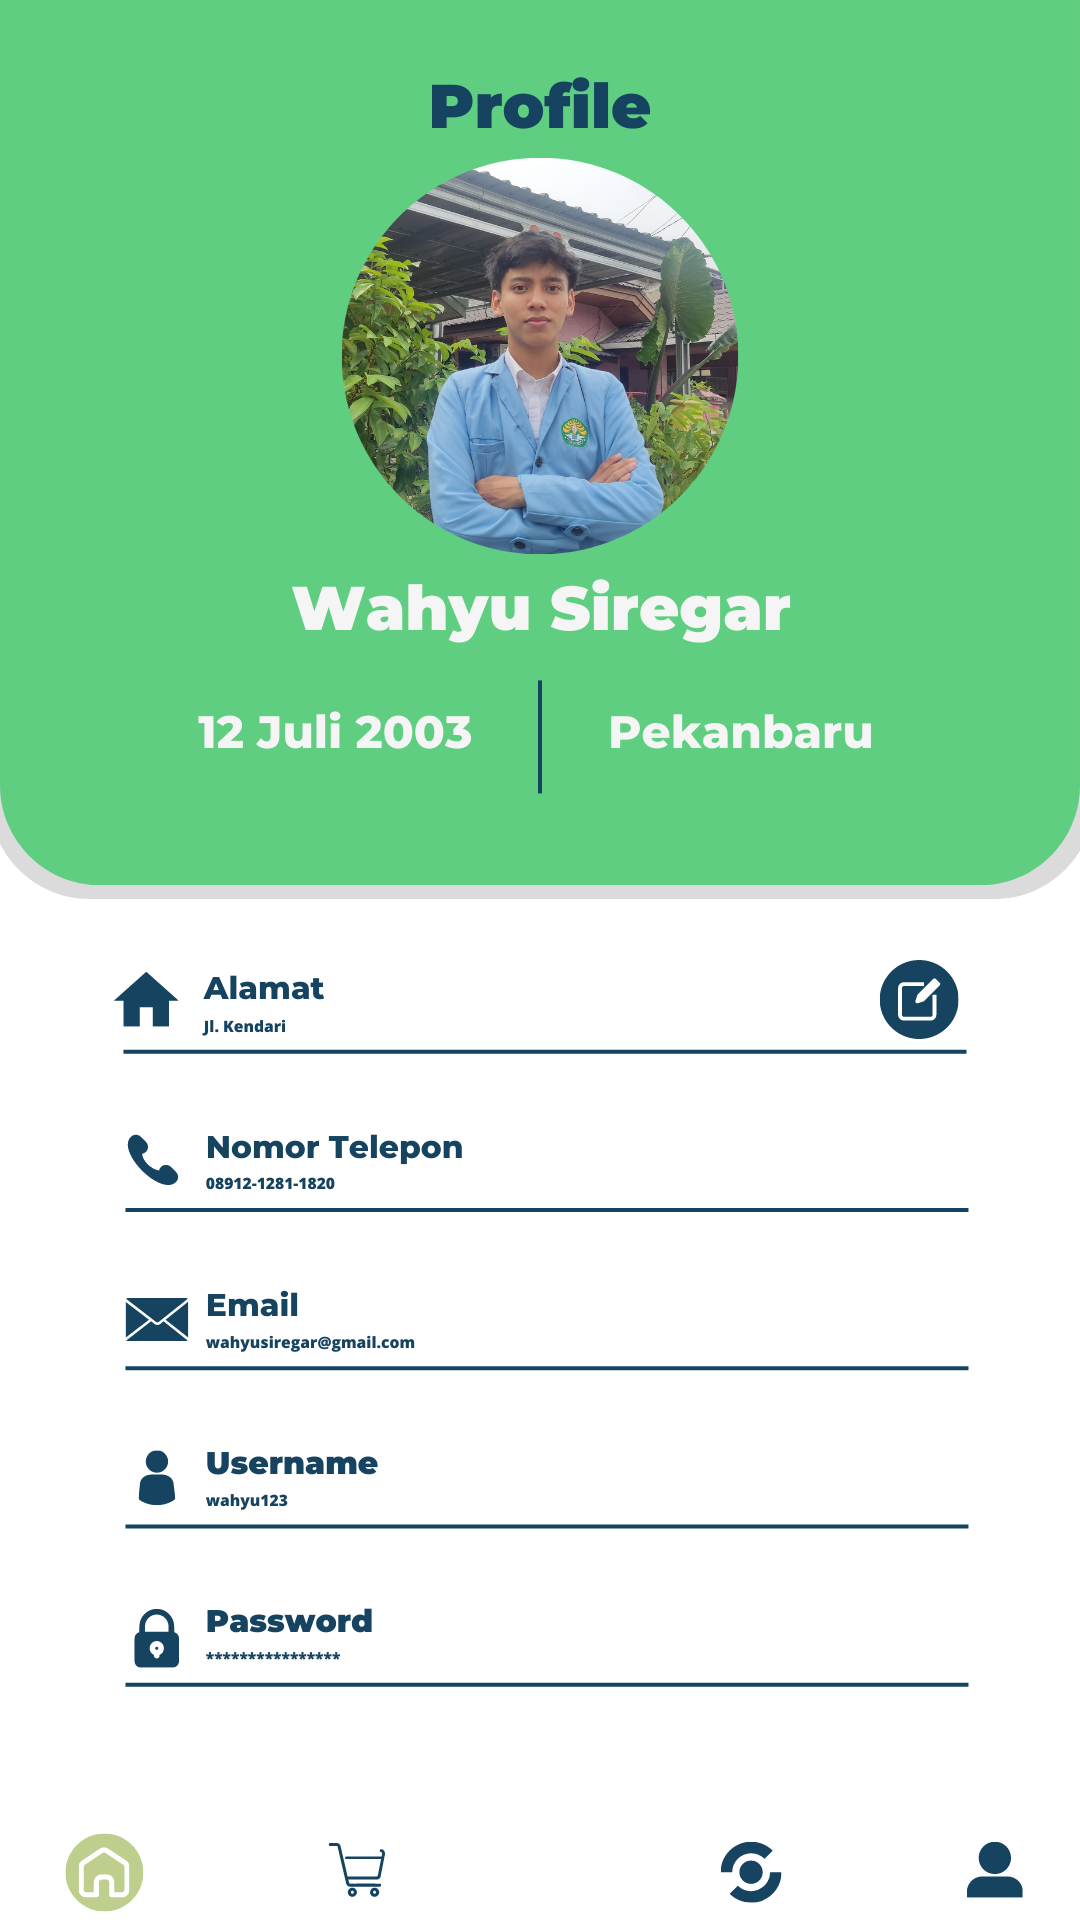 Profile
Wahyu Siregar
12 Juli 2003
Pekanbaru
Alamat
Jl. Kendari
Nomor Telepon
08912-1281-1820
Email
wahyusiregar@gmail.com
Username
wahyu123
Password
****************